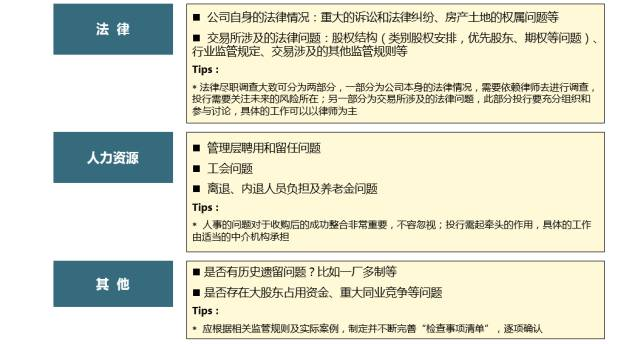 法 律
■ 公司自身的法律情况：重大的诉讼和法律纠纷、房产土地的权属问题等
■ 交易所涉及的法律问题：股权结构（类别股权安排，优先股东、期权等问题）、
行业监管规定、交易涉及的其他监管规则等
Tips：
* 法律尽职调查大致可分为两部分，一部分为公司本身的法律情况，需要依赖律师去进行调查，
投行需要关注未来的风险所在；另一部分为交易所涉及的法律问题，此部分投行要充分组织和
参与讨论，具体的工作可以以律师为主
人力资源
■ 管理层聘用和留任问题
■ 工会问题
■ 离退、内退人员负担及养老金问题
Tips：
* 人事的问题对于收购后的成功整合非常重要，不容忽视；投行需起牵头的作用，具体的工作
由适当的中介机构承担
其 他
■ 是否有历史遗留问题？比如一厂多制等
■ 是否存在大股东占用资金、重大同业竞争等问题
Tips：
* 应根据相关监管规则及实际案例，制定并不断完善“检查事项清单”，逐项确认